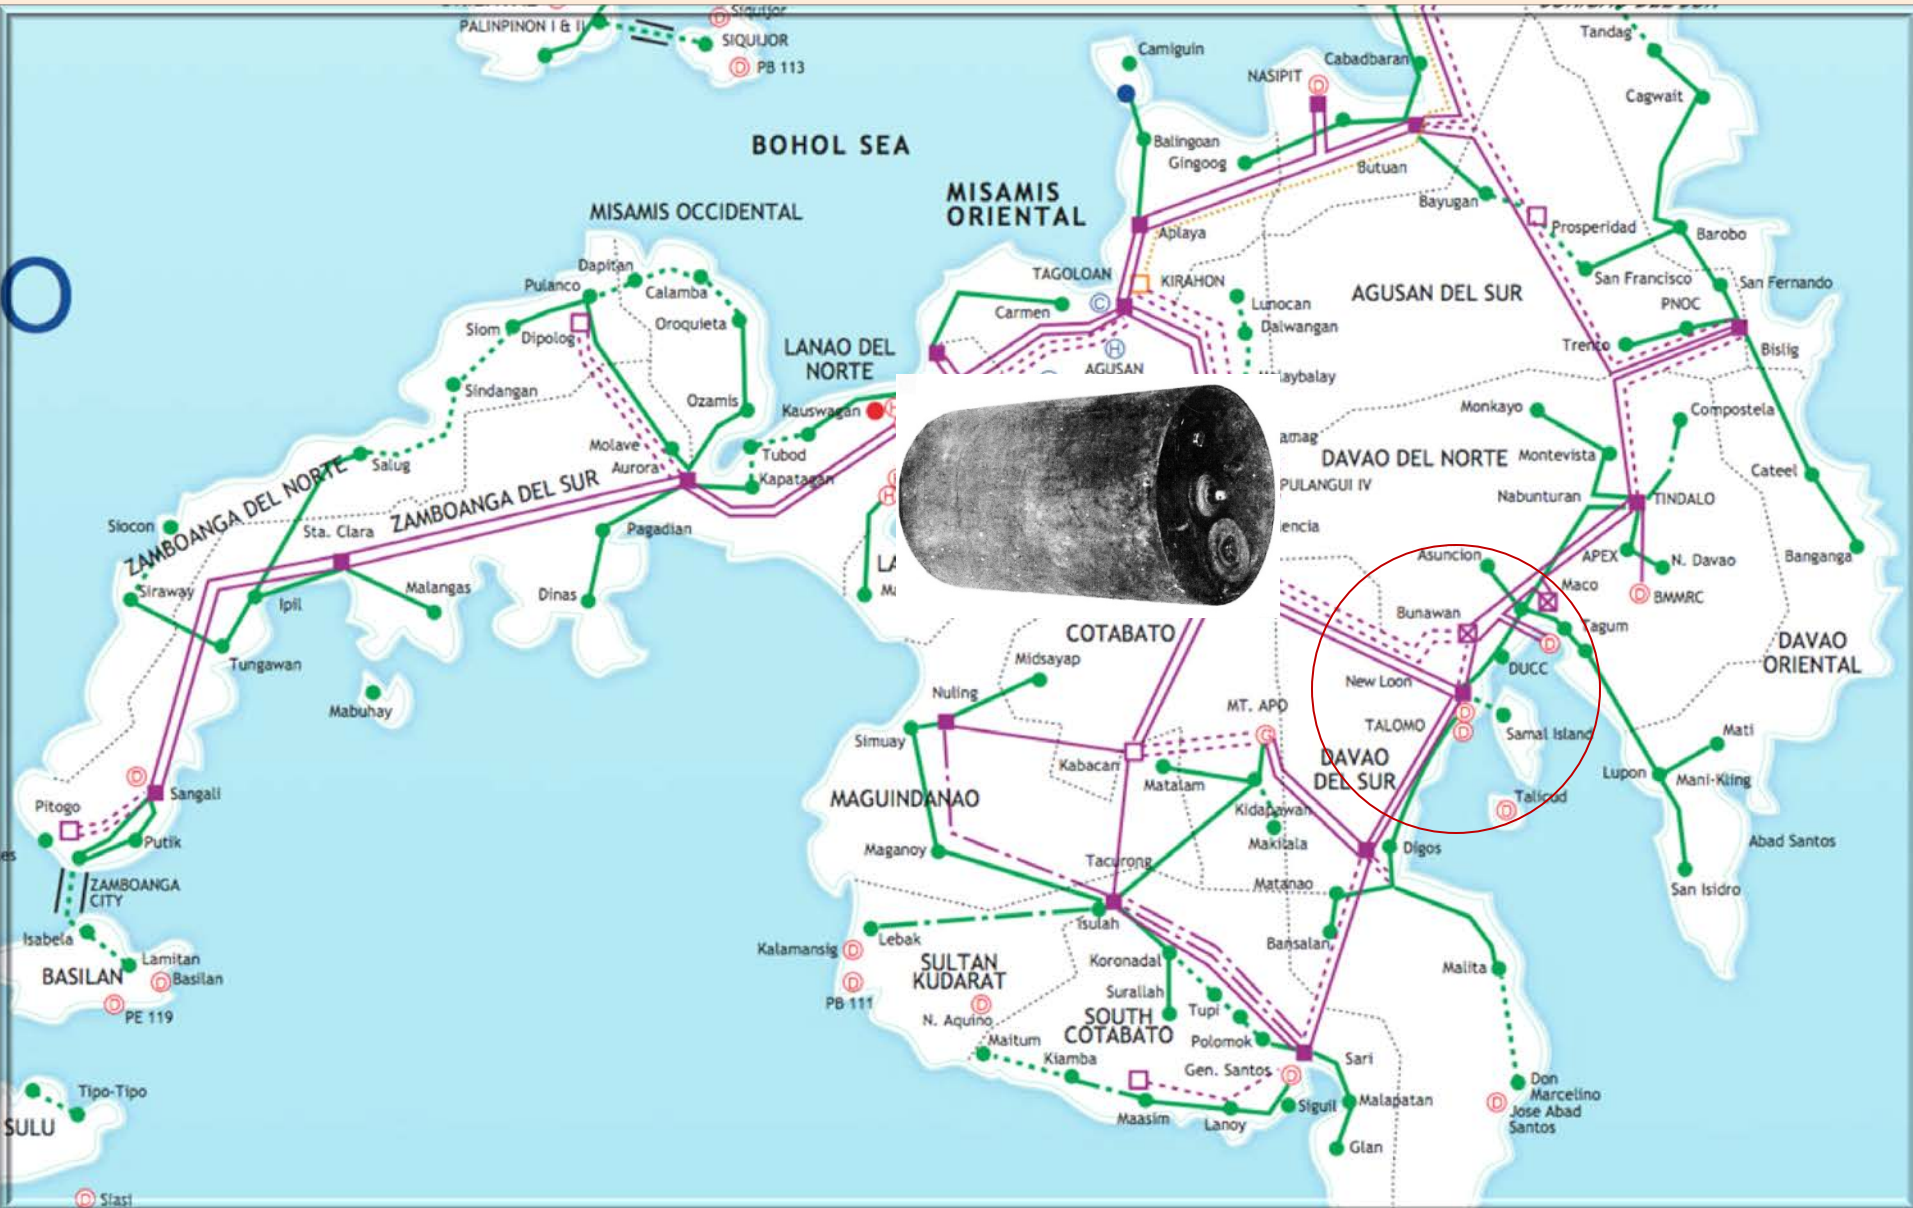 PALINPINON I & II
Siquijor
SIQUIJOR
PB 113
Camiguin
Cabadbaran
NASIPIT
Tandag
Cagwait
BOHOL SEA
Balingoan
Gingoog
Butuan
MISAMIS
ORIENTAL
MISAMIS OCCIDENTAL
Bayugan
Prosperidad
Barobo
Aplaya
TAGOLOAN
KIRAHON
San Francisco
San Fernando
Dapitan
Pulanco
Calamba
Carmen
Lunocan
AGUSAN DEL SUR
PNOC
Siom
Dipolog
Oroquieta
Dalwangan
Trento
Bislig
LANAO DEL
NORTE
AGUSAN
Sindangan
Ozamis
Kauswagan
Monkayo
Compostela
Molave
Tubod
Aurora
Salug
Kapatagan
DAVAO DEL NORTE
Montevista
Cateel
PULANGUI IV
Nabunturan
TINDALO
ZAMBOANGA DEL NORTE
ZAMBOANGA DEL SUR
Siocon
Sta. Clara
Pagadian
Asuncion
APEX
N. Davao
Banganga
Siraway
Ipil
Malangas
Dinas
Maco
BMMRC
Bunawan
Tagum
COTABATO
DAVAO
ORIENTAL
Tungawan
Midsayap
DUCC
Nuling
New Loon
Mabuhay
MT. APO
TALOMO
Samal Island
Simuay
Kabacan
DAVAO
DEL SUR
Mati
Matalam
Lupon
Mani-Kling
Sangali
Pitogo
MAGUINDANAO
Kidapawan
Talicud
Putik
Makilala
Digos
Abad Santos
Maganoy
Tacurong
Matanao
San Isidro
ZAMBOANGA
CITY
Isulah
Isabela
Lebak
Bansalan
Kalamansig
Lamitan
BASILAN
Basilan
SULTAN
KUDARAT
Koronadal
Malita
PB 111
Surallah
PE 119
N. Aquino
Tupi
SOUTH
COTABATO
Maitum
Polomok
Kiamba
Sari
Gen. Santos
Tipo-Tipo
Don
Marcelino
Siguil
Malapatan
Jose Abad
Santos
SULU
Maasim
Lanoy
Glan
Siasi